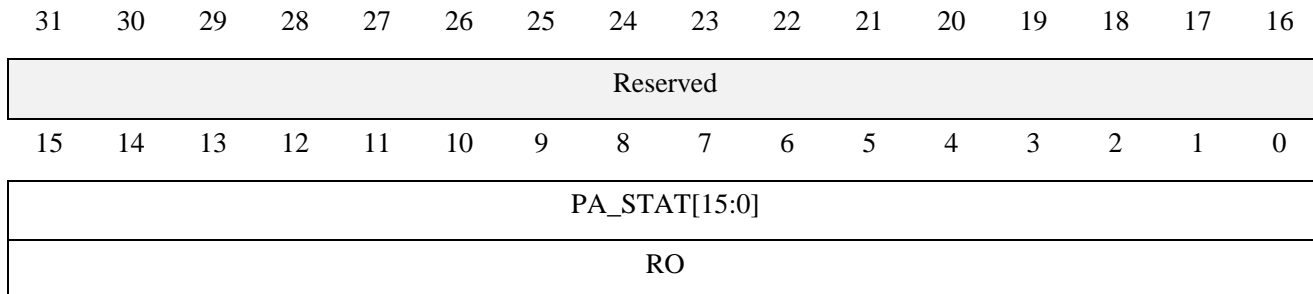 31 30 29 28 27 26 25 24 23 22 21 20 19 18 17 16
Reserved
15 14 13 12 11 10 9 8 7 6 5 4 3 2 1 0
PA_STAT[15:0]
RO